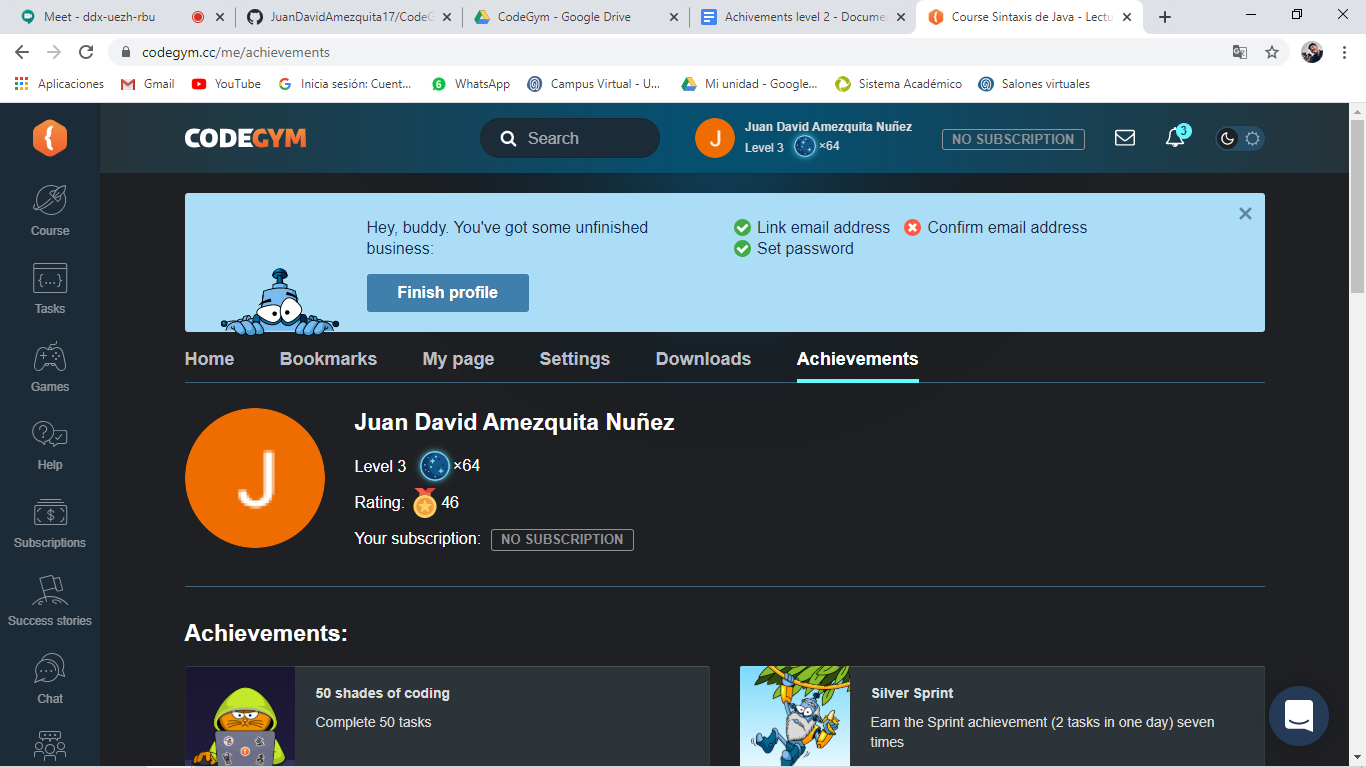 Meet - ddx-uezh-rbu
JuanDavidAmezquita17/CodeG
CodeGym - Google Drive
Achivements level 2 - Docume
Course Sintaxis de Java - Lectu
codegym.cc/me/achievements
Aplicaciones
Gmail
YouTube
Inicia sesión: Cuent...
6
WhatsApp
Campus Virtual - U...
Mi unidad - Google...
Sistema Académico
Salones virtuales
CODEGYM
Search
J
Juan David Amezquita Nuñez
Level 3 ×64
NO SUBSCRIPTION
3
Course
Tasks
Games
Help
Subscriptions
Success stories
Chat
Hey, buddy. You've got some unfinished
business:
Finish profile
Link email address
Confirm email address
Set password
Home
Bookmarks
My page
Settings
Downloads
Achievements
J
Juan David Amezquita Nuñez
Level 3 ×64
Rating: 46
Your subscription: NO SUBSCRIPTION
Achievements:
50 shades of coding
Complete 50 tasks
Silver Sprint
Earn the Sprint achievement (2 tasks in one day) seven
times